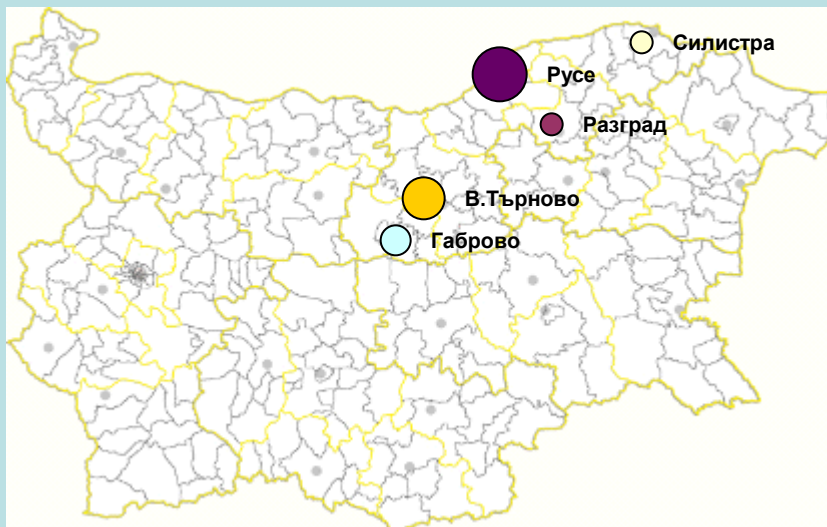 Силистра
Русе
Разград
В.Търново
Габрово